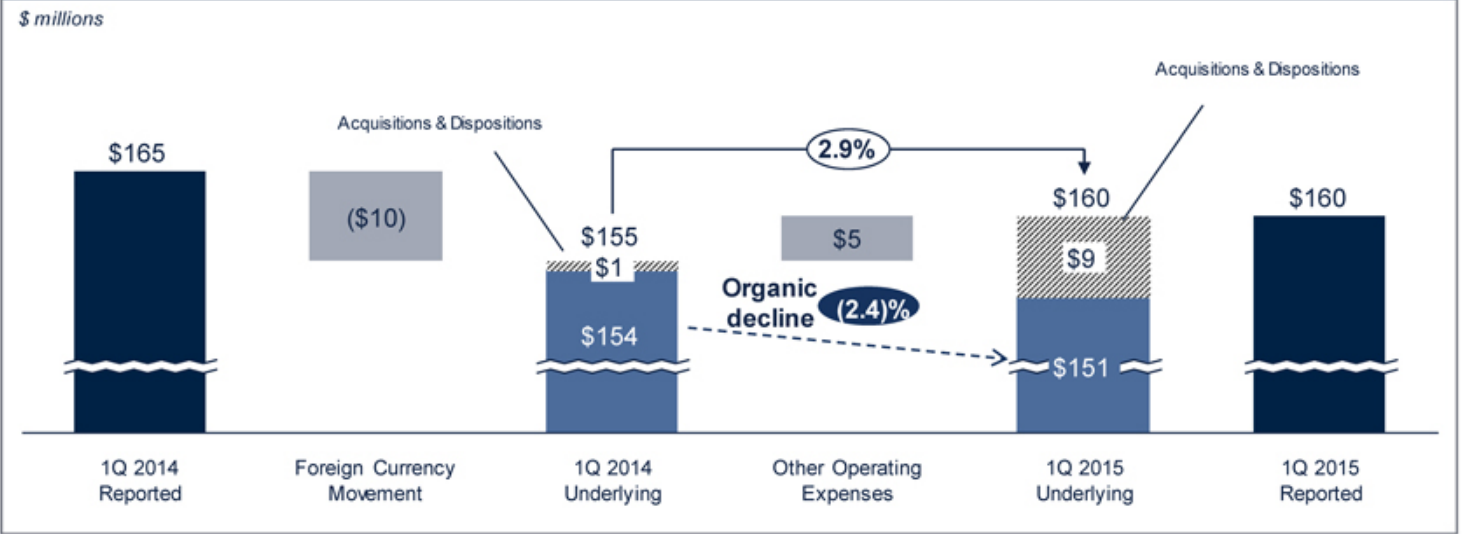 $ millions
Acquisitions & Dispositions
Acquisitions & Dispositions
$165
2.9%
$160
$160
($10)
$155
$1
$5
$9
Organic
decline
(2.4)%
$154
$151
1Q 2014
Reported
Foreign Currency
Movement
1Q 2014
Underlying
Other Operating
Expenses
1Q 2015
Underlying
1Q 2015
Reported